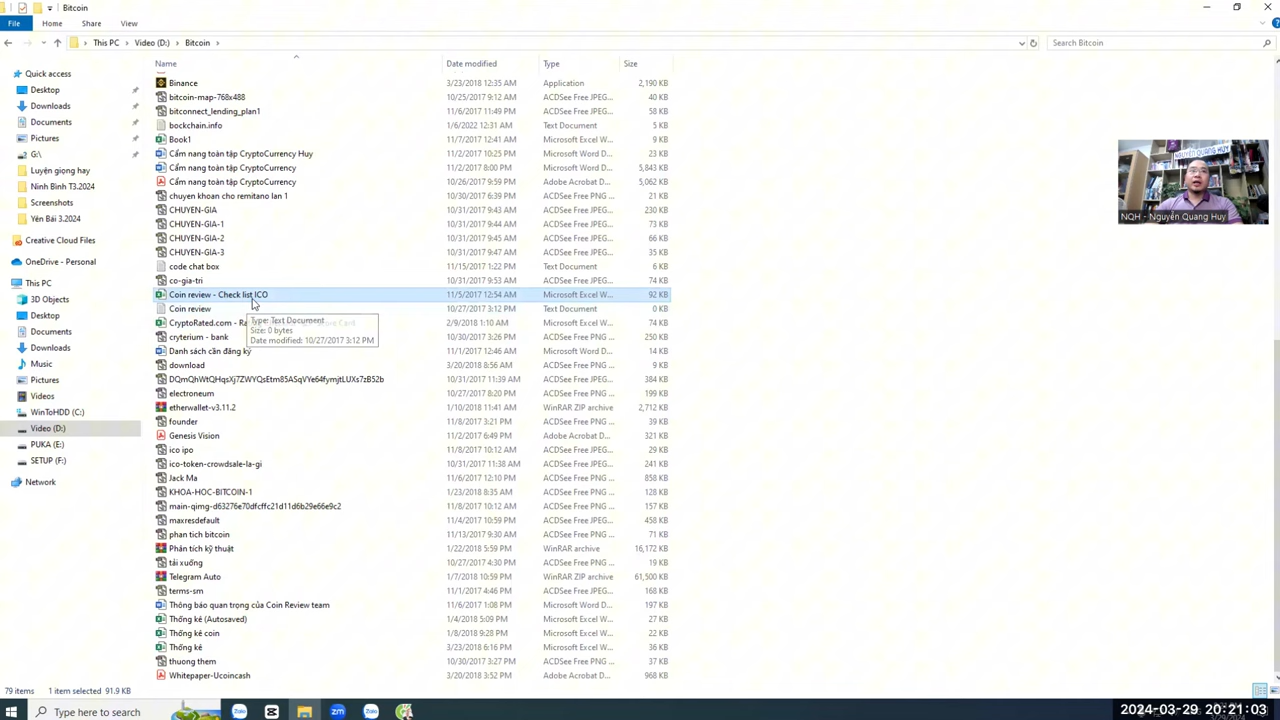 Bitcoin
File Home Share View
This PC Video (D:) Bitcoin Search Bitcoin
Name Date modified Type Size
Quick access
Desktop
Downloads
Documents
Pictures
G:\
Luyện giọng hay
Ninh Bình T3.2024
Screenshots
Yên Bái 3.2024
Creative Cloud Files
OneDrive - Personal
This PC
3D Objects
Desktop
Documents
Downloads
Music
Pictures
Videos
WinToHDD (C:)
Video (D:)
PUKA (E:)
SETUP (F:)
Network
Binance 3/23/2018 12:35 AM Application 2,190 KB
bitcoin-map-768x488 10/25/2017 9:12 AM ACDSee Free JPEG... 40 KB
bitconnect_lending_plan1 11/6/2017 11:49 PM ACDSee Free JPEG... 58 KB
bockchain.info 1/6/2022 12:31 AM Text Document 5 KB
Book1 11/7/2017 12:41 AM Microsoft Excel W... 9 KB
Cẩm nang toàn tập CryptoCurrency Huy 11/2/2017 10:25 PM Microsoft Word D... 23 KB
Cẩm nang toàn tập CryptoCurrency 11/2/2017 8:00 PM Microsoft Word D... 5,843 KB
Cẩm nang toàn tập CryptoCurrency 10/26/2017 9:59 PM Adobe Acrobat D... 5,062 KB
chuyen khoan cho remitano lan 1 10/30/2017 6:39 PM ACDSee Free PNG ... 21 KB
CHUYEN-GIA 10/31/2017 9:43 AM ACDSee Free JPEG... 230 KB
CHUYEN-GIA-1 10/31/2017 9:44 AM ACDSee Free JPEG... 73 KB
CHUYEN-GIA-2 10/31/2017 9:45 AM ACDSee Free JPEG... 66 KB
CHUYEN-GIA-3 10/31/2017 9:47 AM ACDSee Free JPEG... 60 KB
code chat box 11/15/2017 1:22 PM Text Document 6 KB
co-gia-tri 10/31/2017 9:53 AM ACDSee Free JPEG... 24 KB
Coin review - Check list ICO 11/5/2017 12:54 AM Microsoft Excel W... 92 KB
Coin review 10/27/2017 3:12 PM Text Document 0 KB
CryptoRated.com - Ra 2/9/2018 1:10 AM Microsoft Excel W... 74 KB
cryterium - bank 10/30/2017 3:26 PM ACDSee Free PNG ... 74 KB
Danh sách cần đăng ký 11/1/2017 12:46 AM Microsoft Word D... 14 KB
download 3/20/2018 8:56 AM ACDSee Free PNG ... 9 KB
DQmQhWtQHqsXj7ZWYQsEtm85ASqVYe64fymjtLUXs7zB52b 10/31/2017 11:39 AM ACDSee Free JPEG... 384 KB
electroneum 10/27/2017 8:20 PM ACDSee Free JPEG... 39 KB
etherwallet-v3.11.2 1/10/2018 11:41 AM WinRAR ZIP archive 2,712 KB
founder 11/8/2017 3:21 PM ACDSee Free JPEG... 39 KB
Genesis Vision 11/2/2017 6:49 PM Adobe Acrobat D... 321 KB
ico ipo 11/8/2017 10:12 AM ACDSee Free JPEG... 29 KB
ico-token-crowdsale-la-gi 10/31/2017 11:38 AM ACDSee Free JPEG... 241 KB
Jack Ma 11/6/2017 12:10 PM ACDSee Free PNG ... 858 KB
KHOA-HOC-BITCOIN-1 1/23/2018 8:35 AM ACDSee Free PNG ... 128 KB
main-qimg-d63276e70dfcffc21d11d6b29e66e9c2 11/8/2017 10:12 AM ACDSee Free PNG ... 157 KB
maxresdefault 11/4/2017 10:59 PM ACDSee Free JPEG... 458 KB
phan tich bitcoin 11/13/2017 9:30 AM ACDSee Free PNG ... 71 KB
Phân tích kỹ thuật 1/22/2018 5:59 PM WinRAR archive 16,172 KB
tải xuống 10/27/2017 4:30 PM ACDSee Free PNG ... 19 KB
Telegram Auto 1/7/2018 10:59 PM WinRAR ZIP archive 61,500 KB
terms-sm 11/1/2017 4:46 PM ACDSee Free JPEG... 168 KB
Thông báo quan trọng của Coin Review team 11/6/2017 1:08 PM Microsoft Word D... 197 KB
Thống kê (Autosaved) 1/4/2018 5:09 PM Microsoft Excel W... 27 KB
Thống kê coin 1/8/2018 9:28 PM Microsoft Excel W... 22 KB
Thống kê 3/23/2018 6:16 PM Microsoft Excel W... 37 KB
thuong them 10/30/2017 3:27 PM ACDSee Free PNG ... 36 KB
Whitepaper-Ucoincash 3/20/2018 3:52 PM Adobe Acrobat D... 968 KB
Type: Text Document
Size: 0 bytes
Date modified: 10/27/2017 3:12 PM
NGUYỄN QUANG HUY
NQH - Nguyễn Quang Huy
79 items 1 item selected 91.9 KB
Type here to search
Zalo
zm
Zalo
2024-03-29 20:21:03